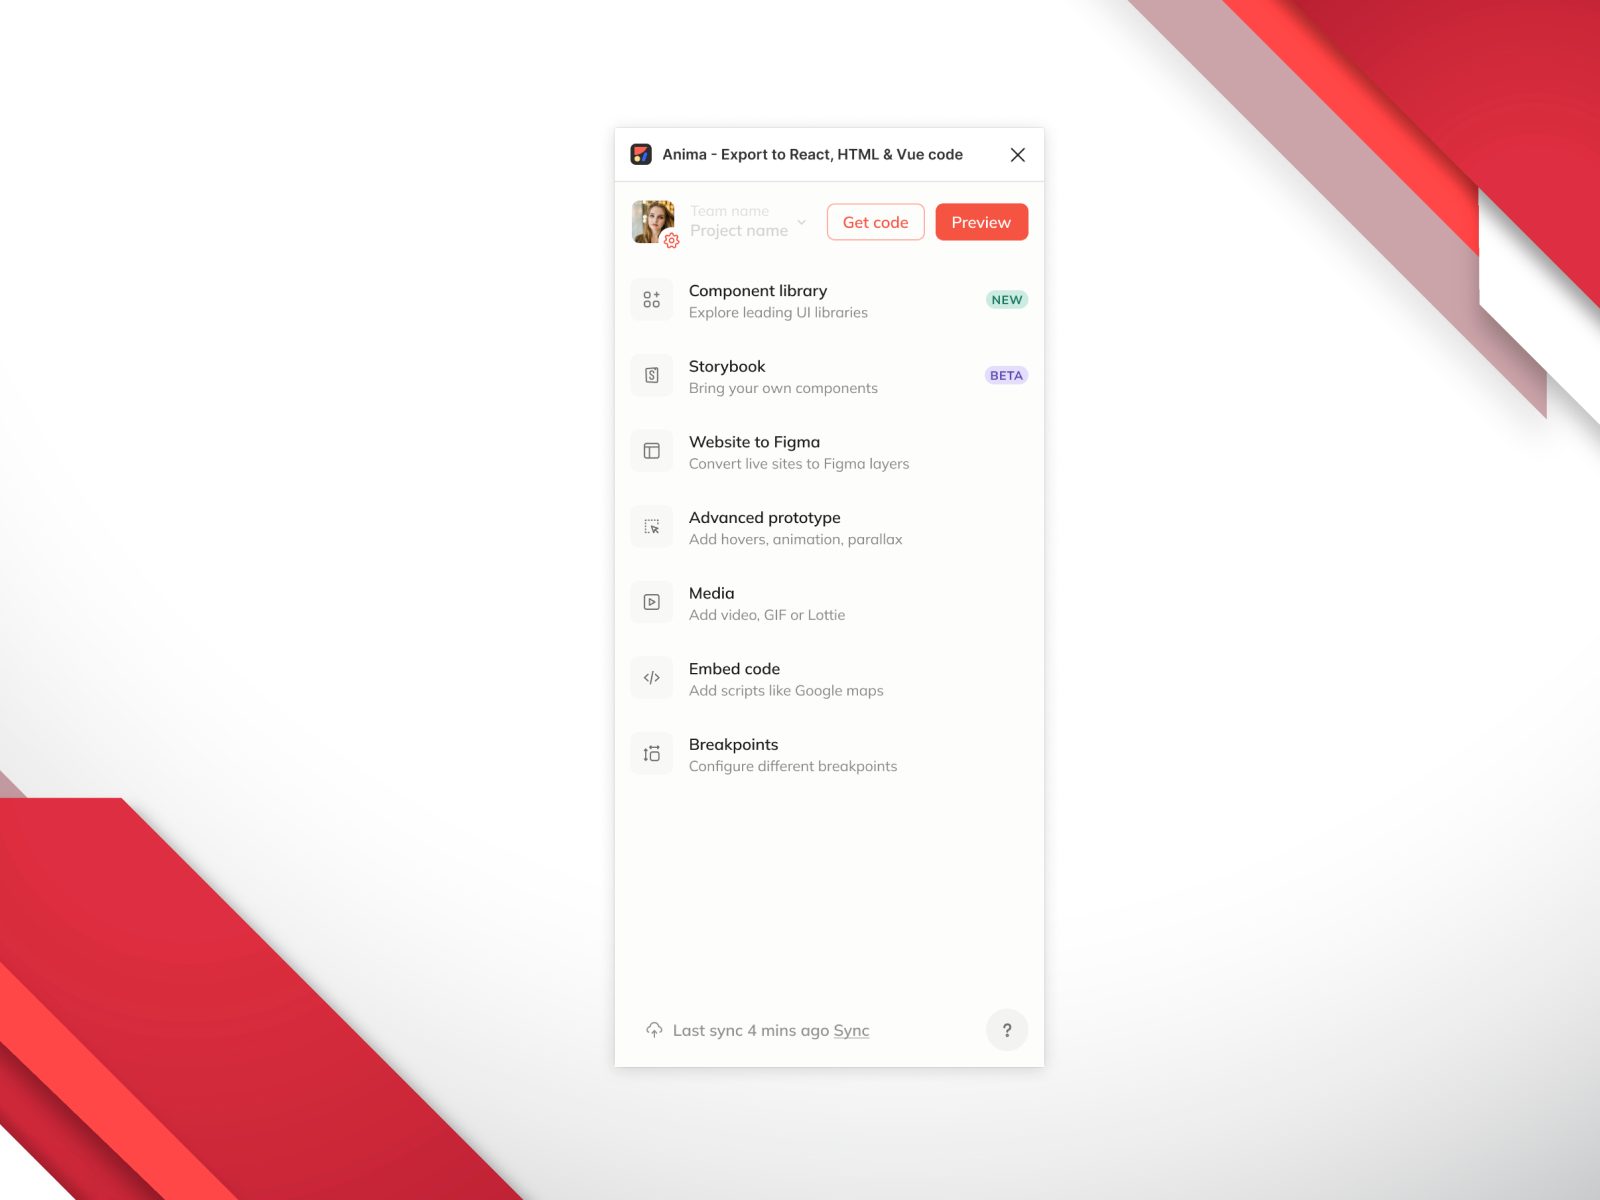 Anima - Export to React, HTML & Vue code
Team name
Project name
Get code
Preview
Component library
Explore leading UI libraries
NEW
Storybook
Bring your own components
BETA
Website to Figma
Convert live sites to Figma layers
Advanced prototype
Add hovers, animation, parallax
Media
Add video, GIF or Lottie
Embed code
Add scripts like Google maps
Breakpoints
Configure different breakpoints
Last sync 4 mins ago Sync
?